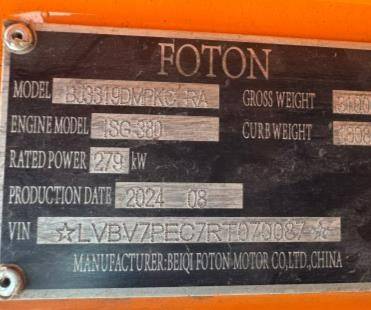 FOTON
MODEL BJ3319DMPKC-RA GROSS WEIGHT
ENGINE MODEL ISG-380 CURB WEIGHT
RATED POWER 279 kW
PRODUCTION DATE 2024 08
VIN ☆LVBV7PEC7RT070087☆
MANUFACTURER:BEIQI FOTON MOTOR CO,LTD,CHINA